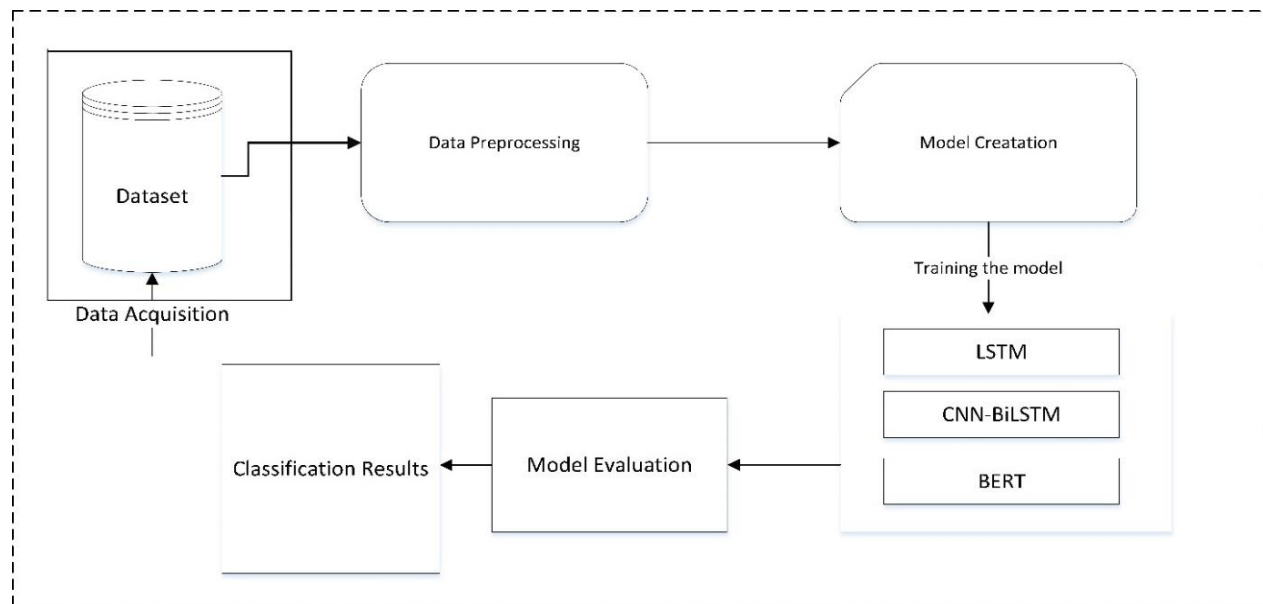 Dataset
Data Acquisition
Data Preprocessing
Model Creatation
Training the model
LSTM
CNN-BiLSTM
BERT
Model Evaluation
Classification Results